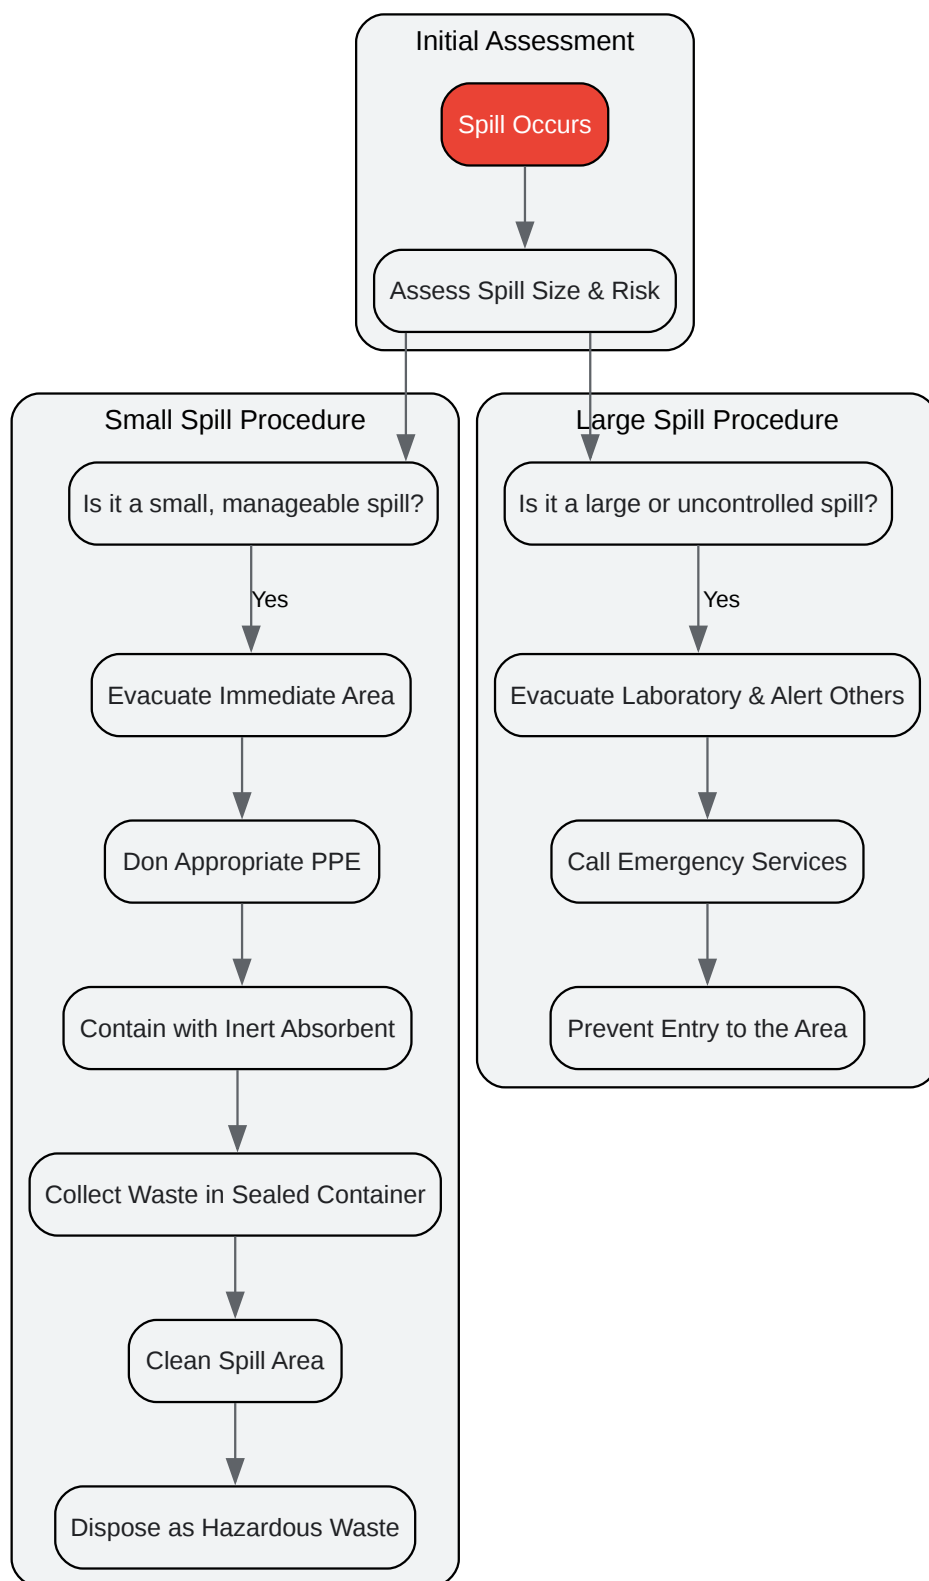 Initial Assessment
Spill Occurs
Assess Spill Size & Risk
Small Spill Procedure
Is it a small, manageable spill?
Yes
Evacuate Immediate Area
Don Appropriate PPE
Contain with Inert Absorbent
Collect Waste in Sealed Container
Clean Spill Area
Dispose as Hazardous Waste
Large Spill Procedure
Is it a large or uncontrolled spill?
Yes
Evacuate Laboratory & Alert Others
Call Emergency Services
Prevent Entry to the Area